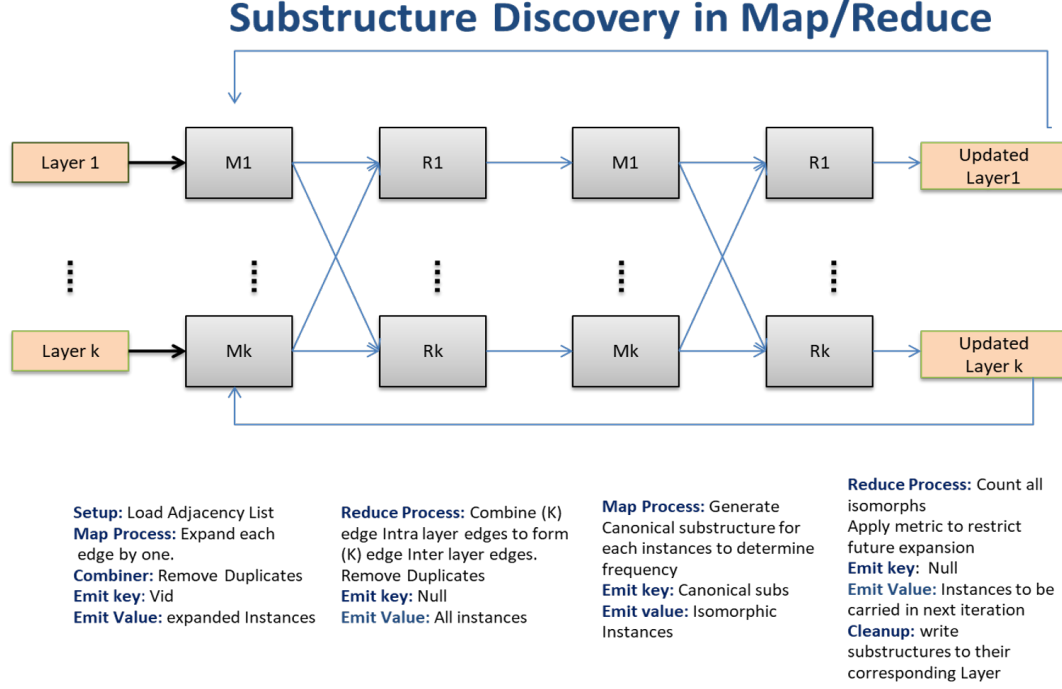 Substructure Discovery in Map/Reduce
Layer 1
M1
R1
M1
R1
Updated
Layer1
Layer k
Mk
Rk
Mk
Rk
Updated
Layer k
Setup: Load Adjacency List
Map Process: Expand each
edge by one.
Combiner: Remove Duplicates
Emit key: Vid
Emit Value: expanded Instances
Reduce Process: Combine (K)
edge Intra layer edges to form
(K) edge Inter layer edges.
Remove Duplicates
Emit key: Null
Emit Value: All instances
Map Process: Generate
Canonical substructure for
each instances to determine
frequency
Emit key: Canonical subs
Emit value: Isomorphic
Instances
Reduce Process: Count all
isomorphs
Apply metric to restrict
future expansion
Emit key: Null
Emit Value: Instances to be
carried in next iteration
Cleanup: write
substructures to their
corresponding Layer